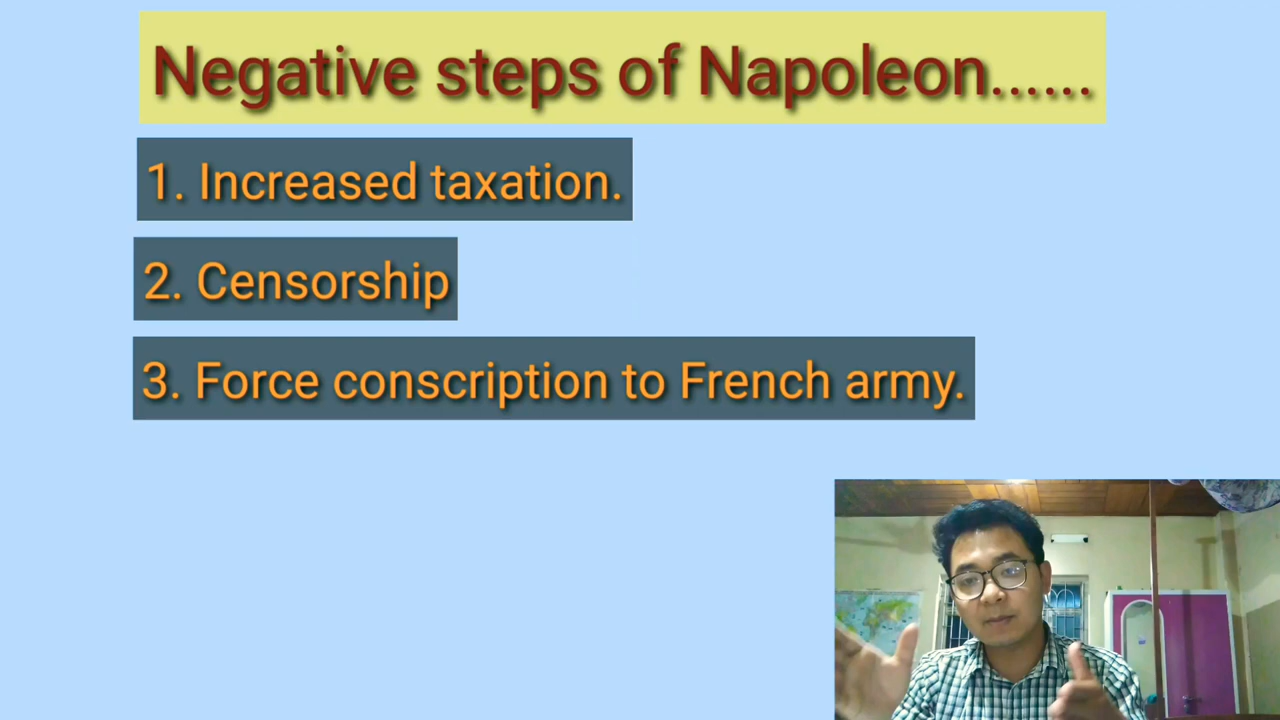 Negative steps of Napoleon......
1. Increased taxation.
2. Censorship
3. Force conscription to French army.